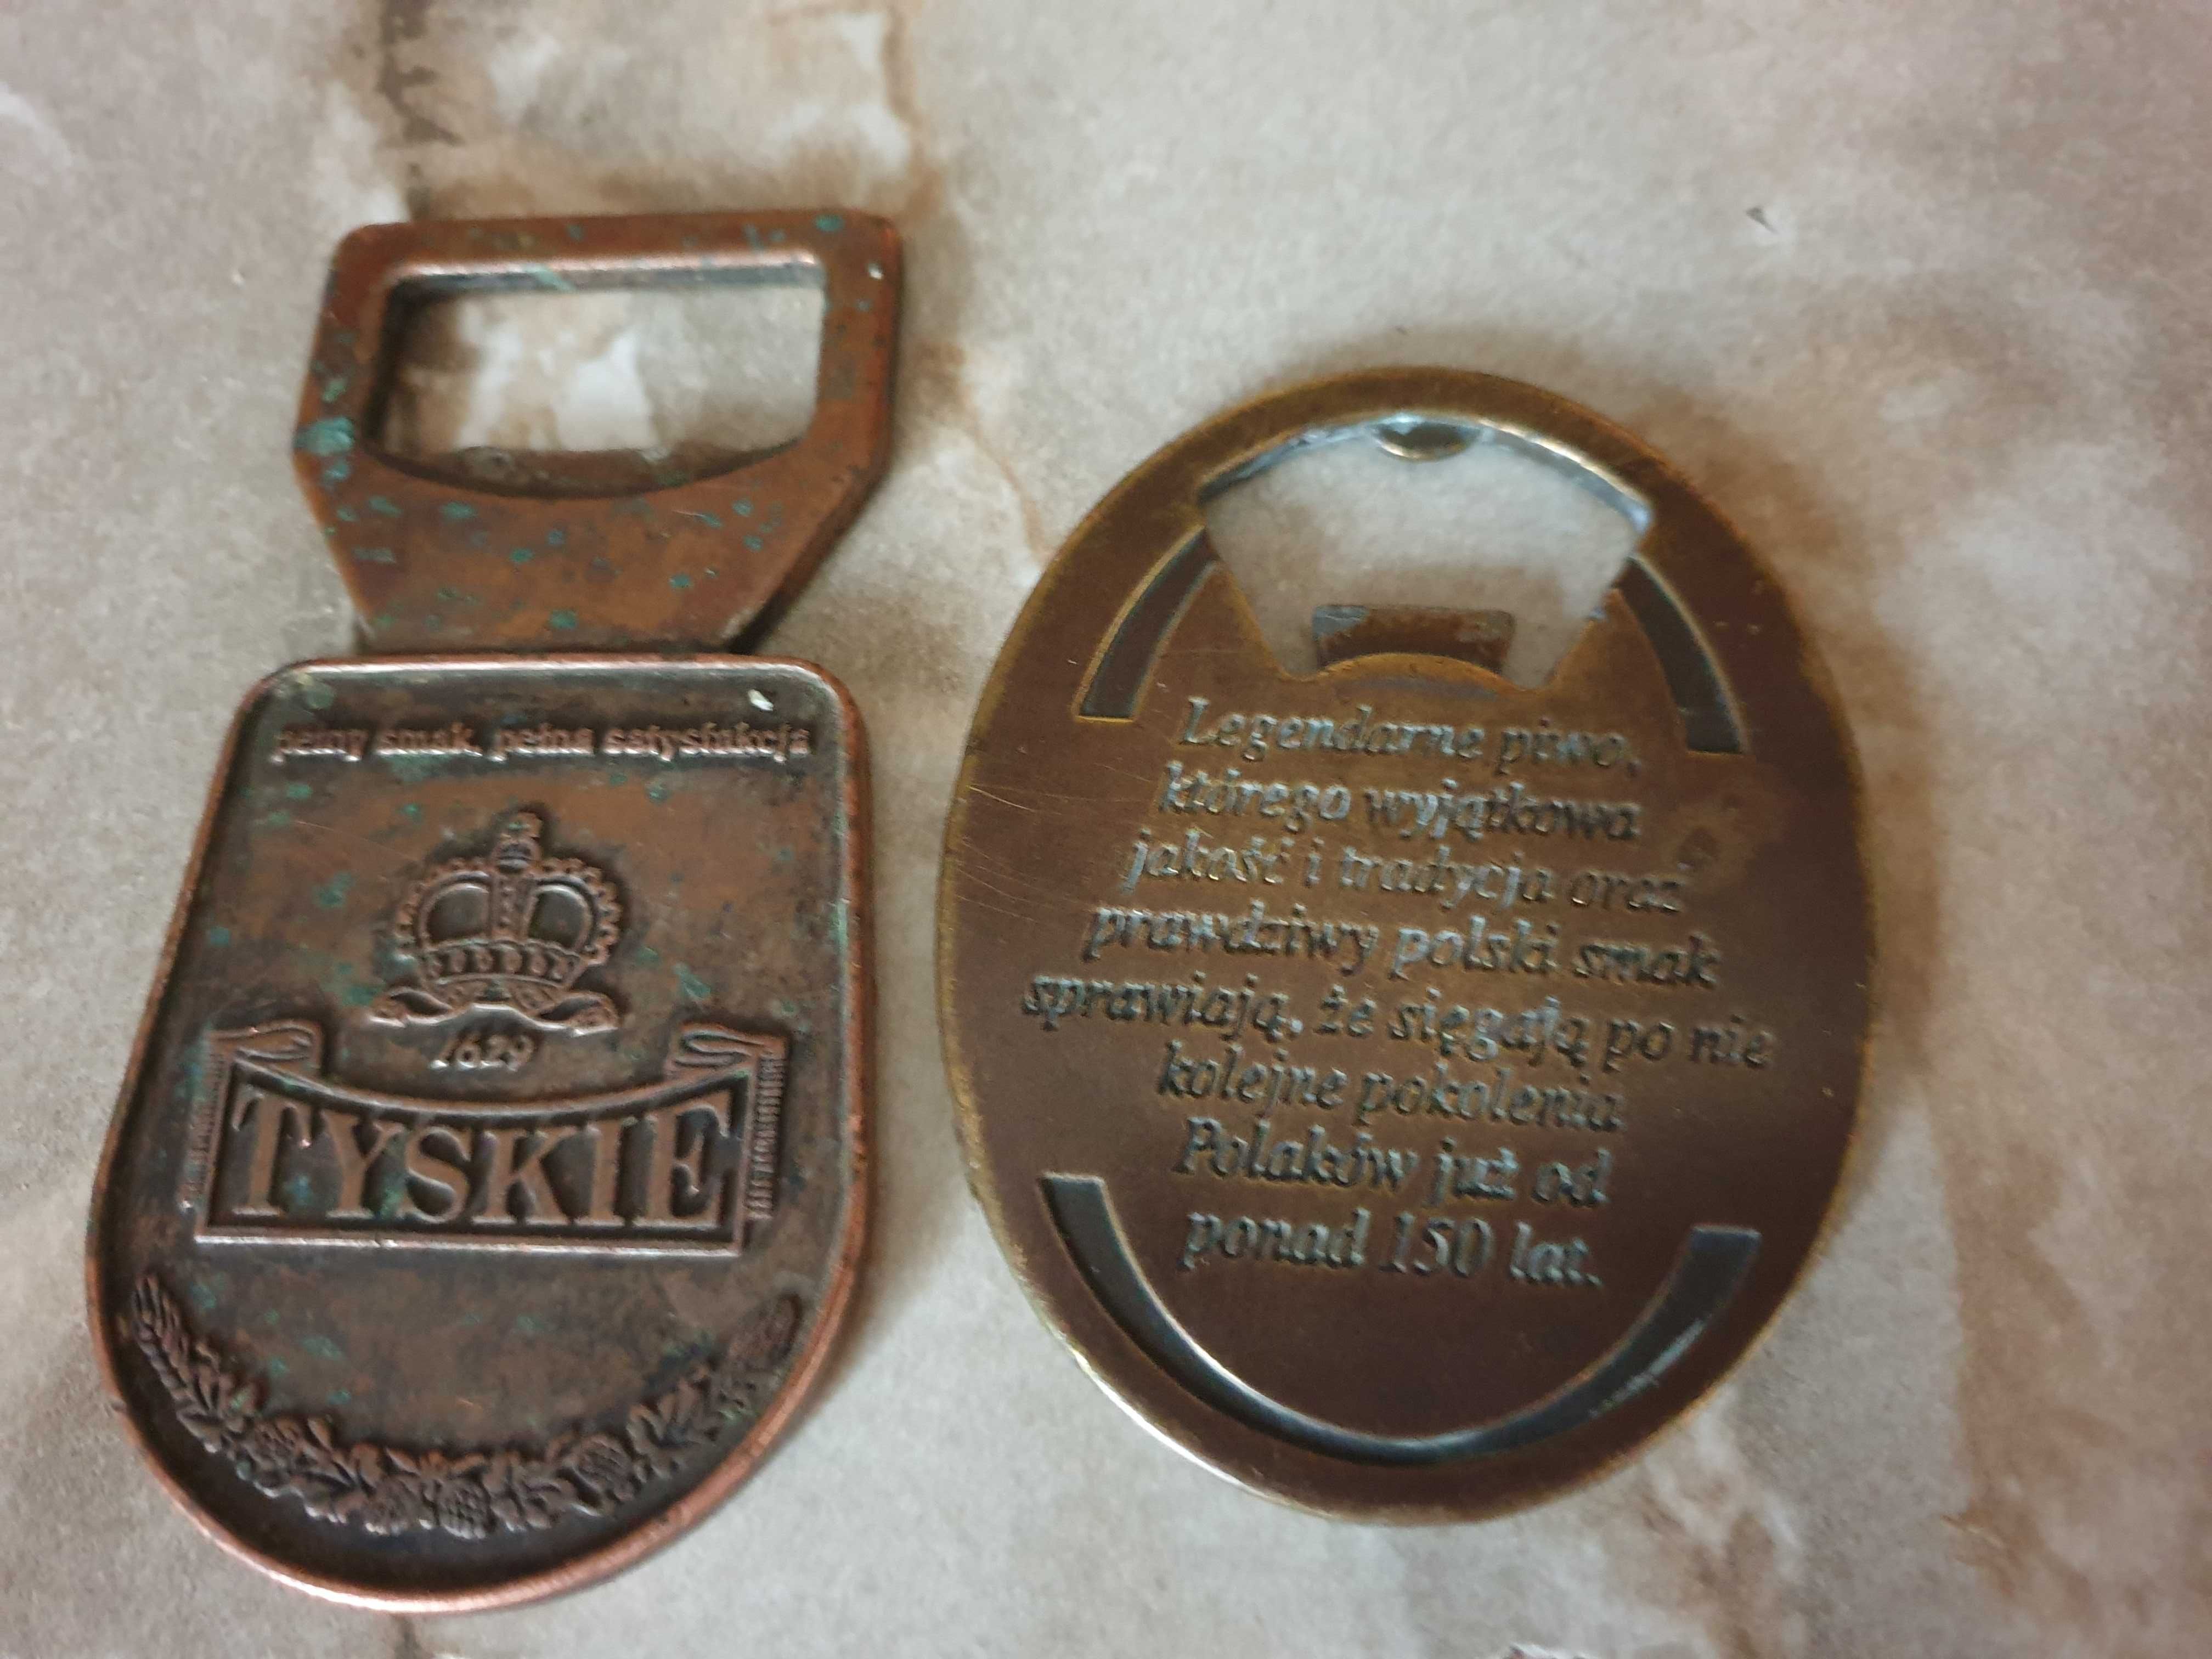 pełny smak, pełna satysfakcja
1629
TYSKIE
Legendarne piwo,
którego wyjątkowa
jakość i tradycja oraz
prawdziwy polski smak
sprawiają, że sięgają po nie
kolejne pokolenia
Polaków już od
ponad 150 lat.